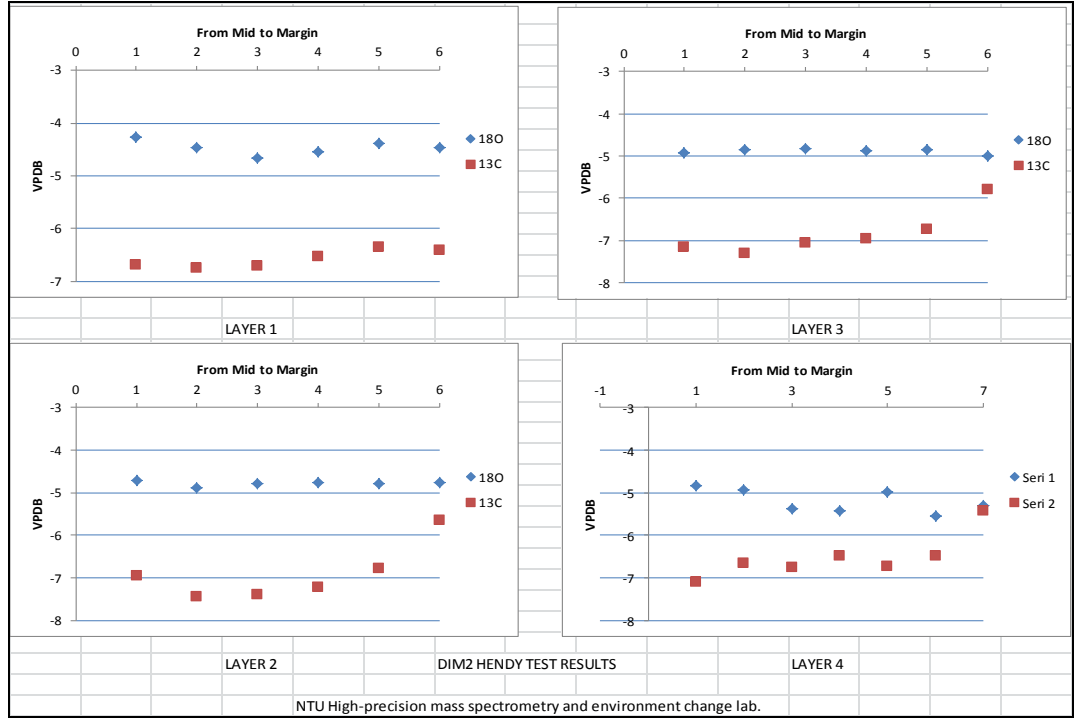 From Mid to Margin
0 1 2 3 4 5 6
-3
-4
-5
-6
-7
VPDB
18O
13C
LAYER 1
From Mid to Margin
0 1 2 3 4 5 6
-3
-4
-5
-6
-7
-8
VPDB
18O
13C
LAYER 3
From Mid to Margin
0 1 2 3 4 5 6
-3
-4
-5
-6
-7
-8
VPDB
18O
13C
LAYER 2
From Mid to Margin
-1 1 3 5 7
-3
-4
-5
-6
-7
-8
VPDB
Seri 1
Seri 2
LAYER 4
DIM2 HENDY TEST RESULTS
NTU High-precision mass spectrometry and environment change lab.